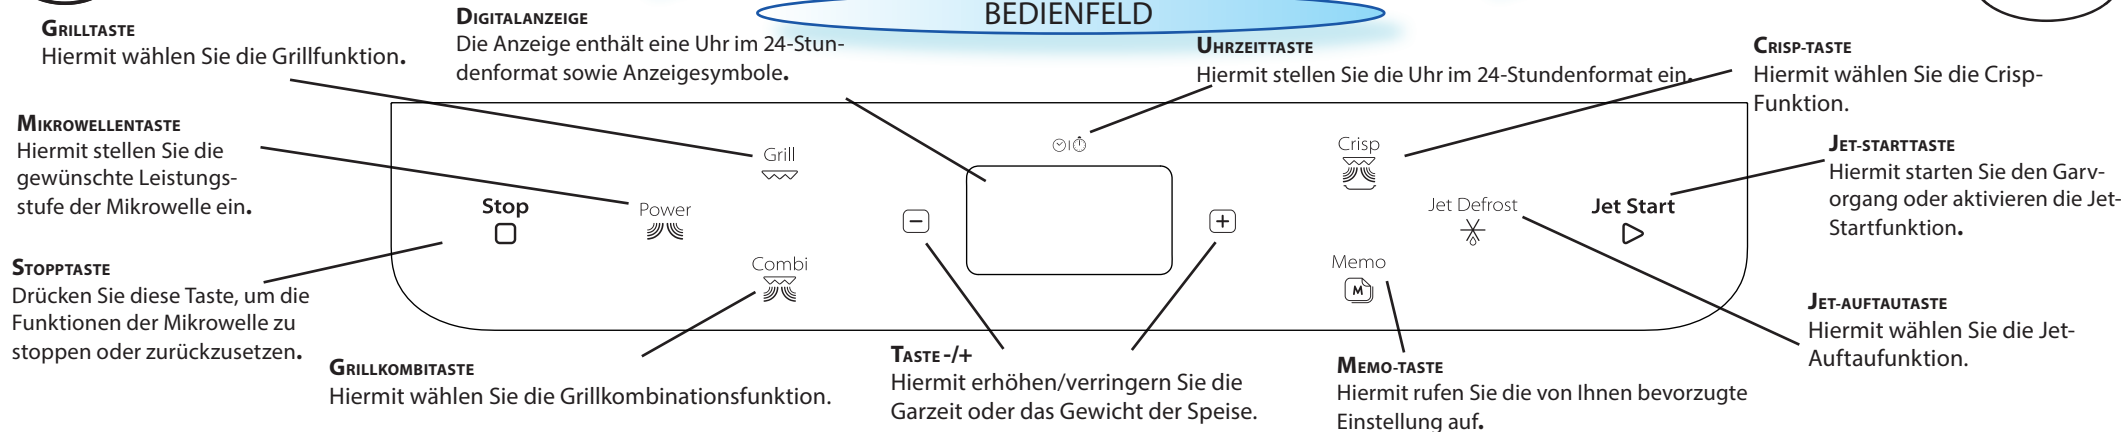 BEDIENFELD
GRILLTASTE
Hiermit wählen Sie die Grillfunktion.
DIGITALANZEIGE
Die Anzeige enthält eine Uhr im 24-Stun-
denformat sowie Anzeigesymbole.
UHRZEITTASTE
Hiermit stellen Sie die Uhr im 24-Stundenformat ein.
CRISP-TASTE
Hiermit wählen Sie die Crisp-
Funktion.
MIKROWELLENTASTE
Hiermit stellen Sie die
gewünschte Leistungs-
stufe der Mikrowelle ein.
JET-STARTTASTE
Hiermit starten Sie den Garv-
organg oder aktivieren die Jet-
Startfunktion.
Grill
Crisp
Stop
Power
Jet Defrost
Jet Start
Combi
Memo
M
STOPPTASTE
Drücken Sie diese Taste, um die
Funktionen der Mikrowelle zu
stoppen oder zurückzusetzen.
JET-AUFTAUTASTE
Hiermit wählen Sie die Jet-
Auftaufunktion.
GRILLKOMBITASTE
Hiermit wählen Sie die Grillkombinationsfunktion.
TASTE -/+
Hiermit erhöhen/verringern Sie die
Garzeit oder das Gewicht der Speise.
MEMO-TASTE
Hiermit rufen Sie die von Ihnen bevorzugte
Einstellung auf.